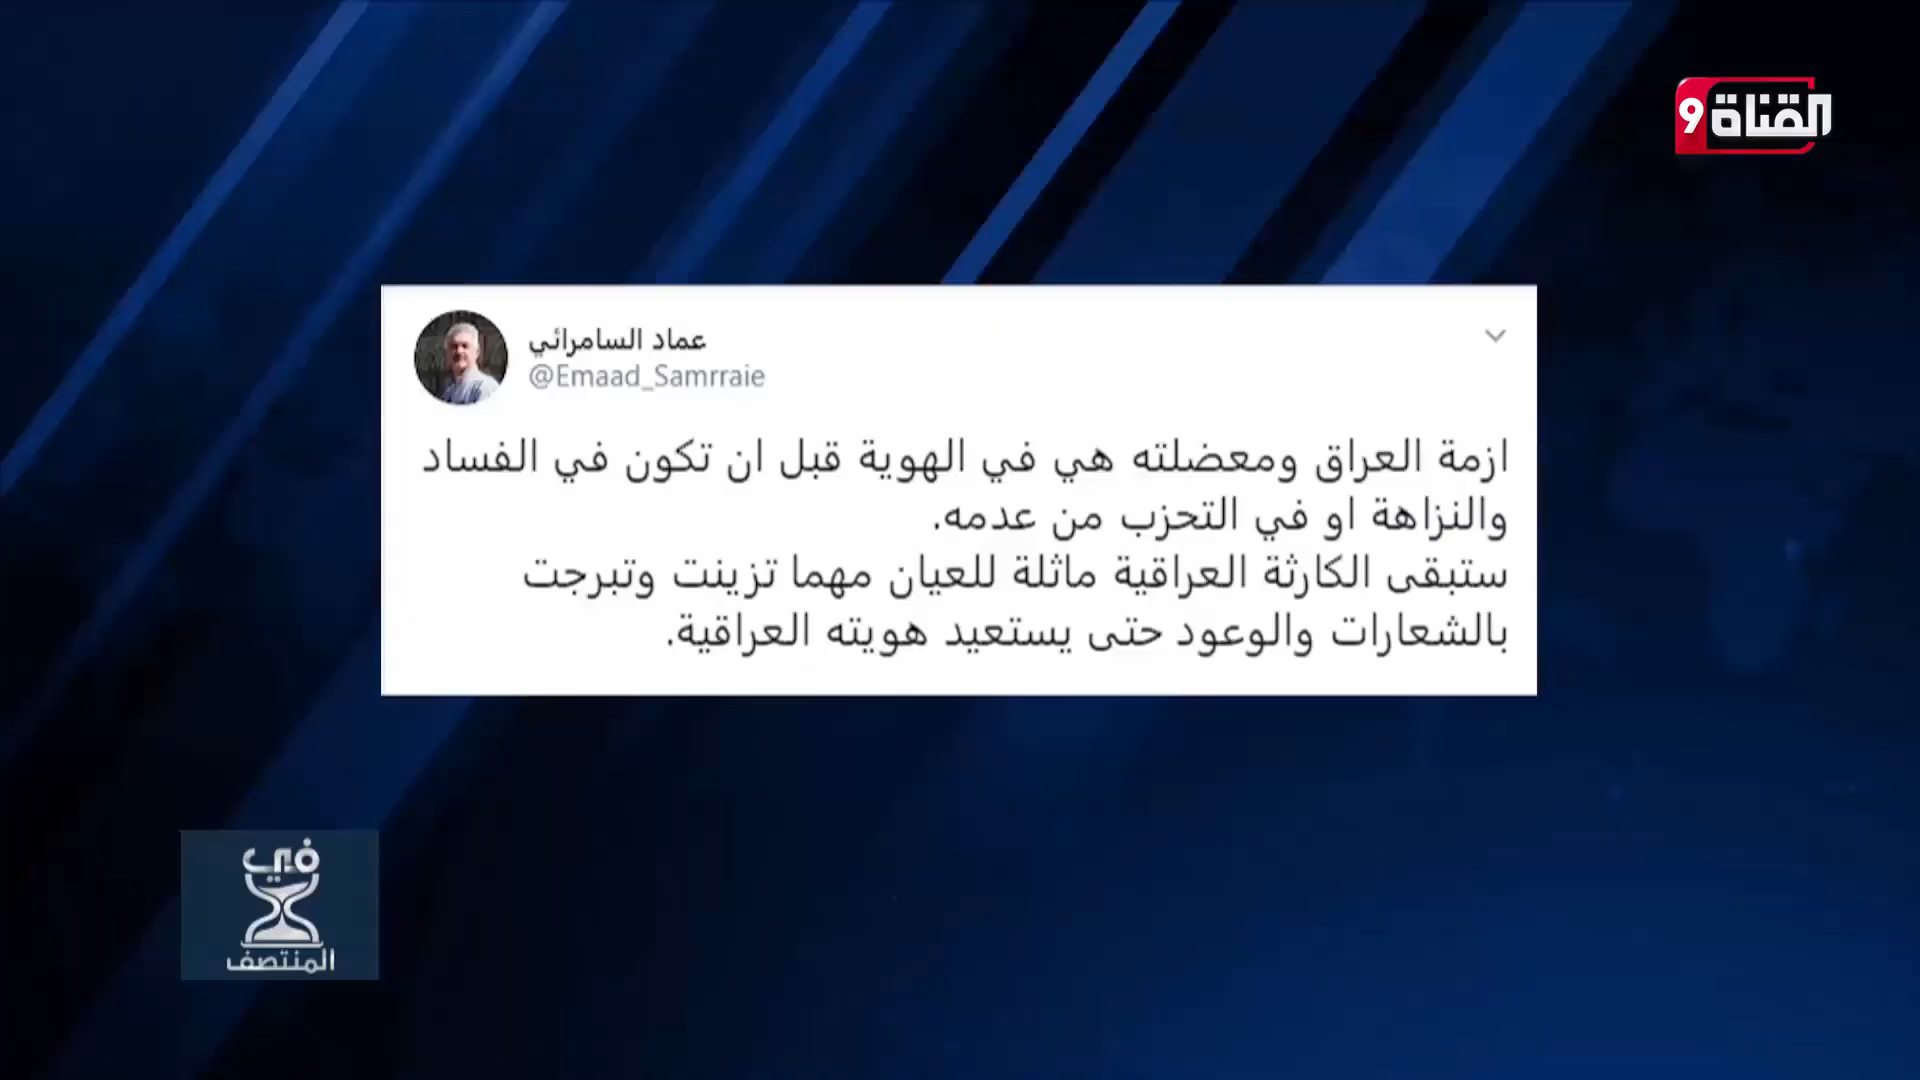 القناة 9
عماد السامرائي
@Emaad_Samrraie
ازمة العراق ومعضلته هي في الهوية قبل ان تكون في الفساد
والنزاهة او في التحزب من عدمه.
ستبقى الكارثة العراقية ماثلة للعيان مهما تزينت وتبرجت
بالشعارات والوعود حتى يستعيد هويته العراقية.
في
المنتصف